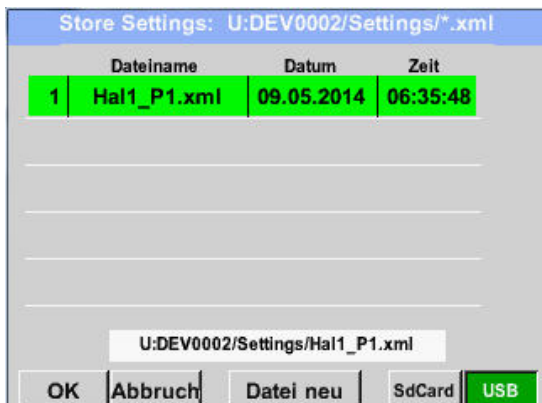 Store Settings: U:DEV0002/Settings/*.xml
Dateiname Datum Zeit
1 Hal1_P1.xml 09.05.2014 06:35:48
U:DEV0002/Settings/Hal1_P1.xml
OK Abbruch Datei neu SdCard USB